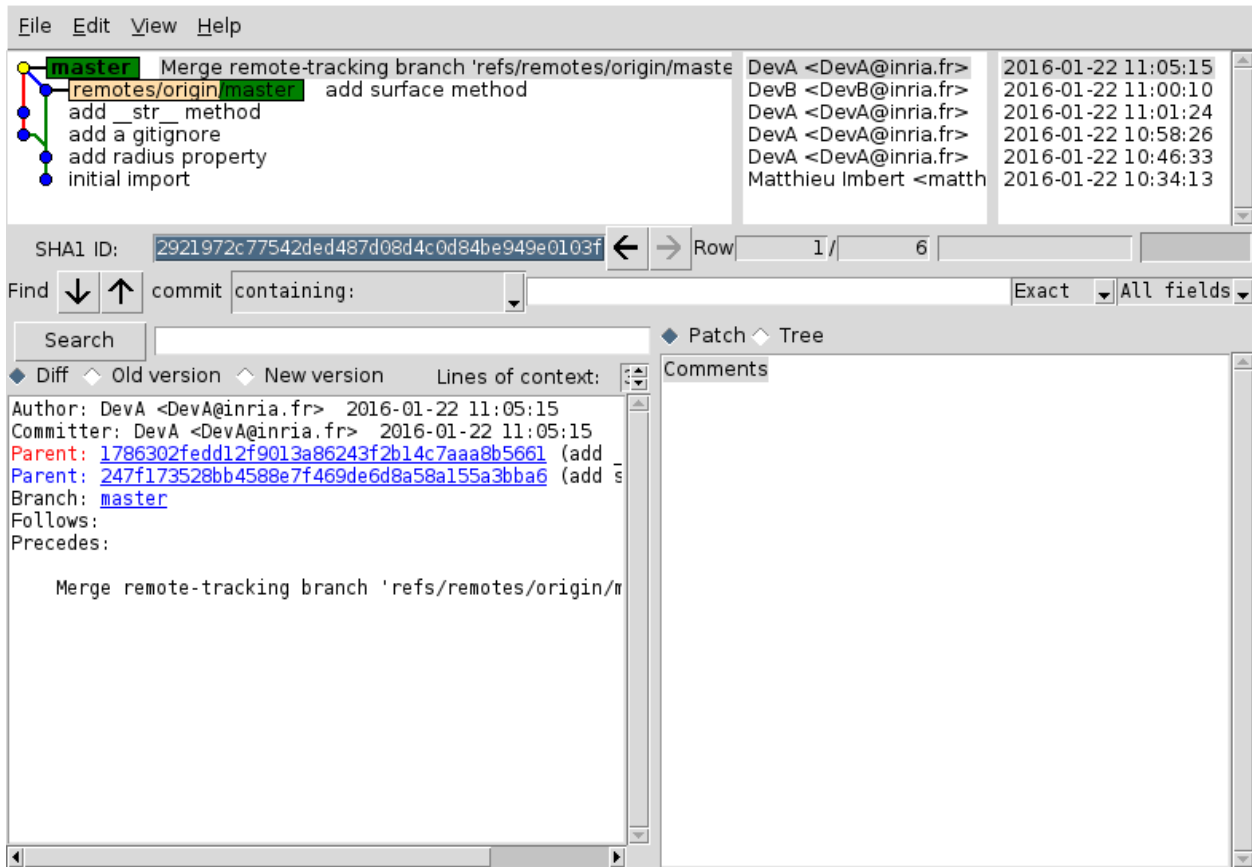 File Edit View Help
master Merge remote-tracking branch 'refs/remotes/origin/maste DevA <DevA@inria.fr> 2016-01-22 11:05:15
remotes/origin/master add surface method DevB <DevB@inria.fr> 2016-01-22 11:00:10
add __str__ method DevA <DevA@inria.fr> 2016-01-22 11:01:24
add a gitignore DevA <DevA@inria.fr> 2016-01-22 10:58:26
add radius property DevA <DevA@inria.fr> 2016-01-22 10:46:33
initial import Matthieu Imbert <matth 2016-01-22 10:34:13
SHA1 ID: 2921972c77542ded487d08d4c0d84be949e0103f Row 1 / 6
Find commit containing: Exact All fields
Search
Patch Tree
Diff Old version New version Lines of context: 3
Comments
Author: DevA <DevA@inria.fr> 2016-01-22 11:05:15
Committer: DevA <DevA@inria.fr> 2016-01-22 11:05:15
Parent: 1786302fedd12f9013a86243f2b14c7aaa8b5661 (add _
Parent: 247f173528bb4588e7f469de6d8a58a155a3bba6 (add s
Branch: master
Follows:
Precedes:
Merge remote-tracking branch 'refs/remotes/origin/m